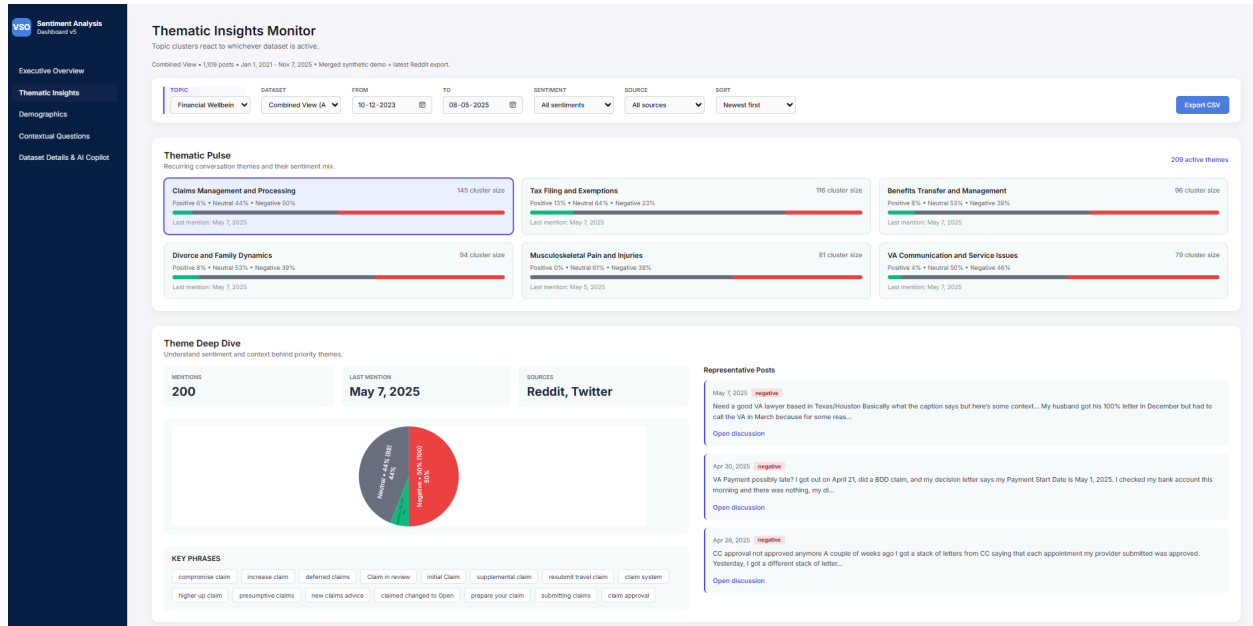 VSO
Sentiment Analysis
Dashboard v5
Executive Overview
Thematic Insights
Demographics
Contextual Questions
Dataset Details & AI Copilot
Thematic Insights Monitor
Topic clusters react to whichever dataset is active.
Combined View • 1,109 posts • Jan 1, 2021 - Nov 7, 2025 • Merged synthetic demo + latest Reddit export.
TOPIC
Financial Wellbein
DATASET
Combined View (A
FROM
10-12-2023
TO
08-05-2025
SENTIMENT
All sentiments
SOURCE
All sources
SORT
Newest first
Export CSV
Thematic Pulse
Recurring conversation themes and their sentiment mix.
209 active themes
Claims Management and Processing
145 cluster size
Positive 6% • Neutral 44% • Negative 50%
Last mention: May 7, 2025
Tax Filing and Exemptions
116 cluster size
Positive 13% • Neutral 64% • Negative 23%
Last mention: May 7, 2025
Benefits Transfer and Management
96 cluster size
Positive 8% • Neutral 53% • Negative 39%
Last mention: May 7, 2025
Divorce and Family Dynamics
94 cluster size
Positive 8% • Neutral 53% • Negative 39%
Last mention: May 7, 2025
Musculoskeletal Pain and Injuries
81 cluster size
Positive 0% • Neutral 61% • Negative 39%
Last mention: May 5, 2025
VA Communication and Service Issues
79 cluster size
Positive 4% • Neutral 50% • Negative 46%
Last mention: May 7, 2025
Theme Deep Dive
Understand sentiment and context behind priority themes.
MENTIONS
200
LAST MENTION
May 7, 2025
SOURCES
Reddit, Twitter
Neutral • 44% (88)
44%
Negative • 50% (100)
50%
KEY PHRASES
compromise claim
increase claim
deferred claims
Claim in review
initial Claim
supplemental claim
resubmit travel claim
claim system
higher up claim
presumptive claims
new claims advice
claimed changed to Open
prepare your claim
submitting claims
claim approval
Representative Posts
May 7, 2025 negative
Need a good VA lawyer based in Texas/Houston Basically what the caption says but here's some context... My husband got his 100% letter in December but had to
call the VA in March because for some reas...
Open discussion
Apr 30, 2025 negative
VA Payment possibly late? I got out on April 21, did a BDD claim, and my decision letter says my Payment Start Date is May 1, 2025. I checked my bank account this
morning and there was nothing, my di...
Open discussion
Apr 26, 2025 negative
CC approval not approved anymore A couple of weeks ago I got a stack of letters from CC saying that each appointment my provider submitted was approved.
Yesterday, I got a different stack of letter...
Open discussion